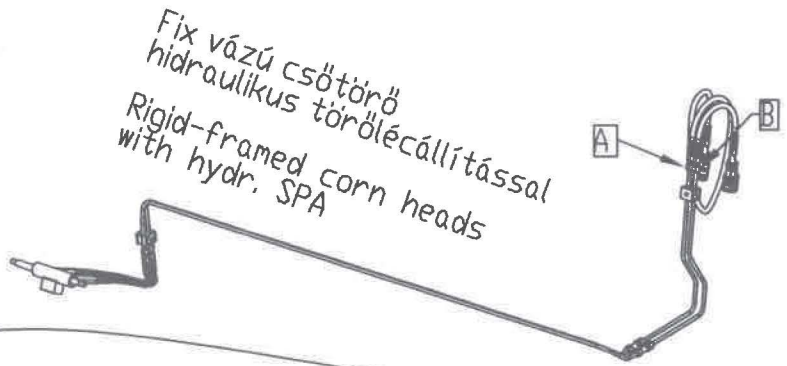 Fix vázú csőtörő
hidraulikus törőlécállítással
Rigid-framed corn heads
with hydr. SPA
A
B